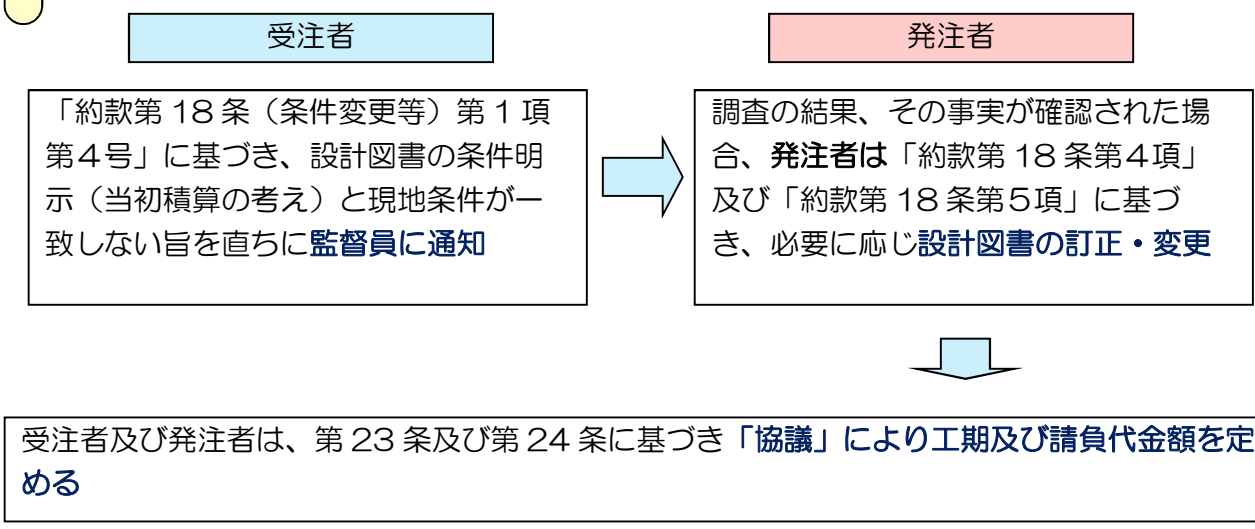 受注者
発注者
「約款第 18 条（条件変更等）第 1 項
第４号」に基づき、設計図書の条件明
示（当初積算の考え）と現地条件が一
致しない旨を直ちに監督員に通知
調査の結果、その事実が確認された場
合、発注者は「約款第 18 条第４項」
及び「約款第 18 条第５項」に基づ
き、必要に応じ設計図書の訂正・変更
受注者及び発注者は、第 23 条及び第 24 条に基づき「協議」により工期及び請負代金額を定
める